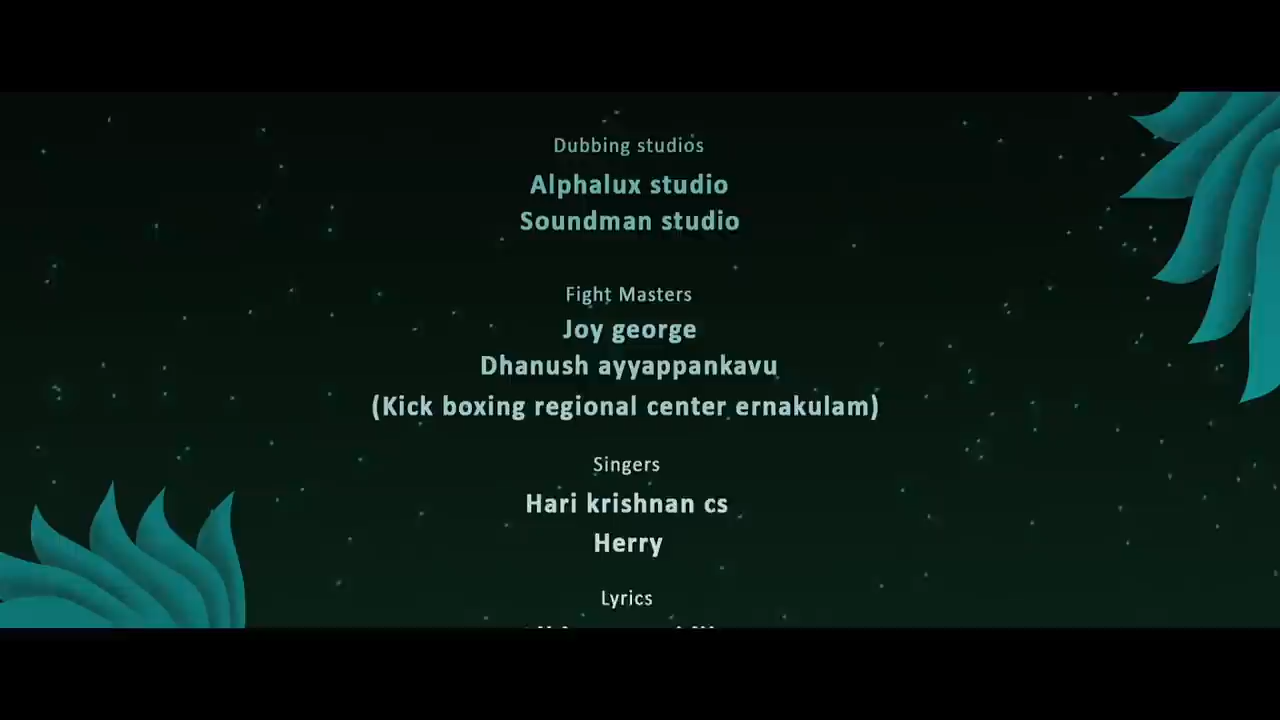 Dubbing studios
Alphalux studio
Soundman studio
Fight Masters
Joy george
Dhanush ayyappankavu
(Kick boxing regional center ernakulam)
Singers
Hari krishnan cs
Herry
Lyrics